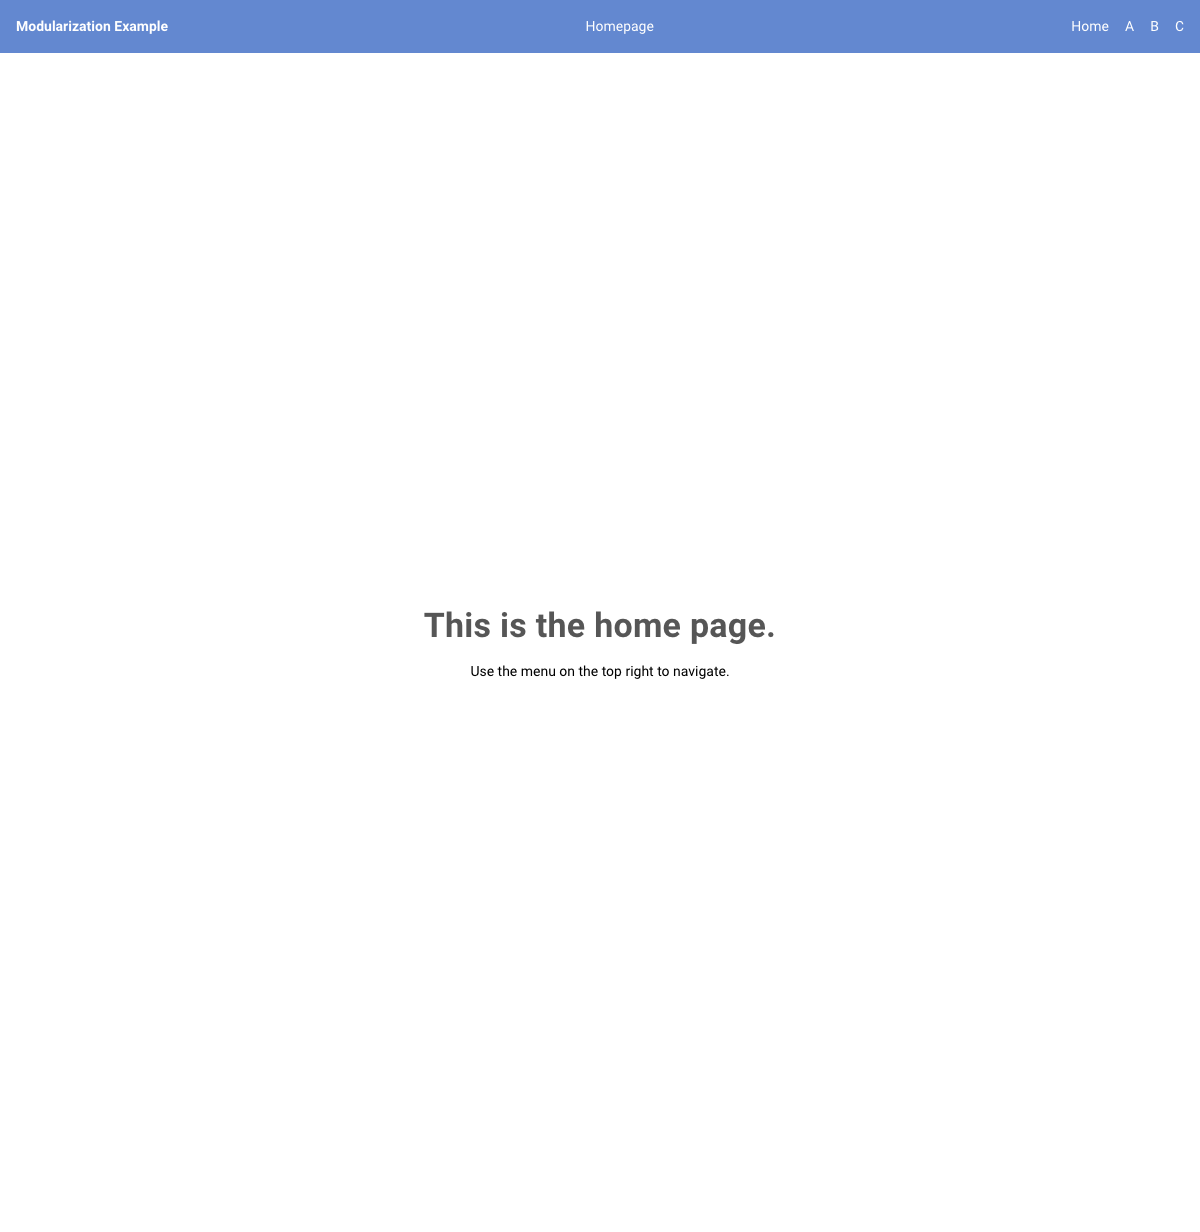 Modularization Example Homepage Home A B C
This is the home page.
Use the menu on the top right to navigate.